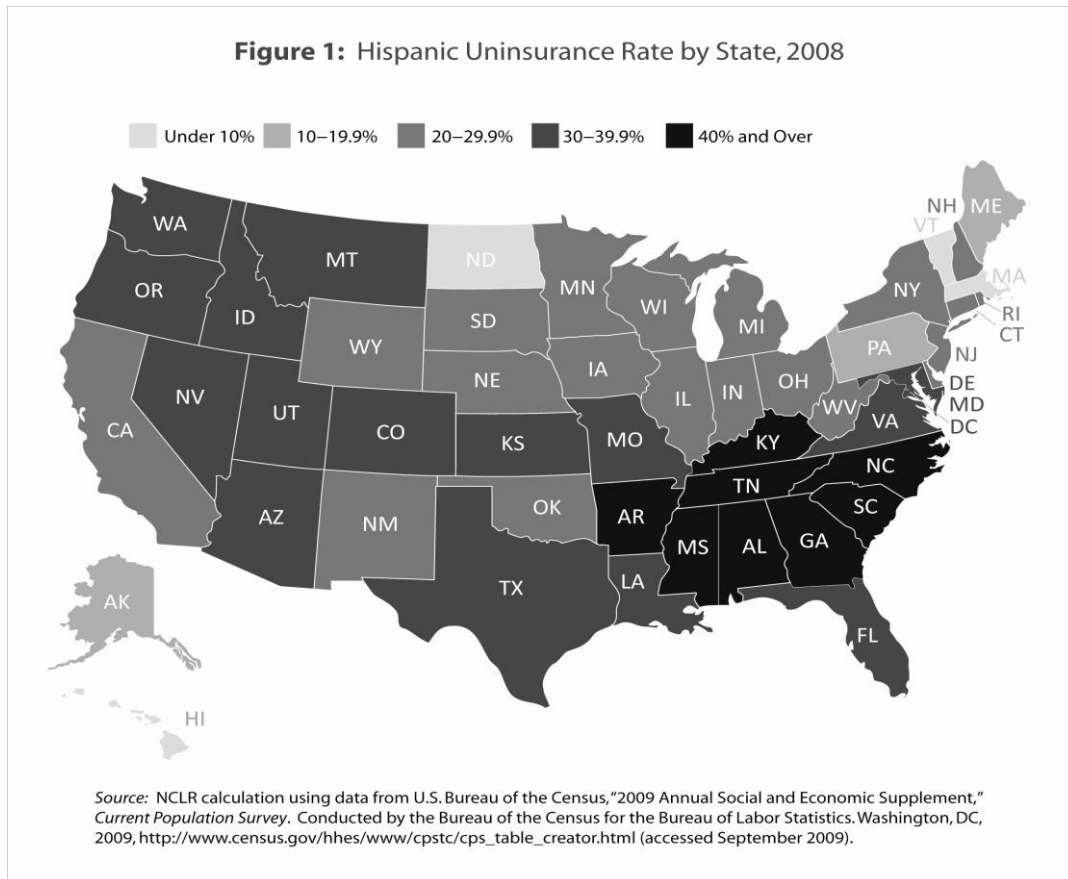 Figure 1: Hispanic Uninsurance Rate by State, 2008
Under 10% 10–19.9% 20–29.9% 30–39.9% 40% and Over
WA
NH
ME
VT
MT
ND
MN
MA
OR
NY
WI
ID
SD
MI
RI
CT
WY
PA
NJ
IA
NE
OH
DE
NV
IL
IN
MD
UT
WV
VA
DC
CO
CA
KS
MO
KY
NC
TN
OK
SC
AZ
NM
AR
GA
MS
AL
LA
TX
AK
FL
HI
Source: NCLR calculation using data from U.S. Bureau of the Census, “2009 Annual Social and Economic Supplement,”
Current Population Survey. Conducted by the Bureau of the Census for the Bureau of Labor Statistics. Washington, DC,
2009, http://www.census.gov/hhes/www/cpstc/cps_table_creator.html (accessed September 2009).